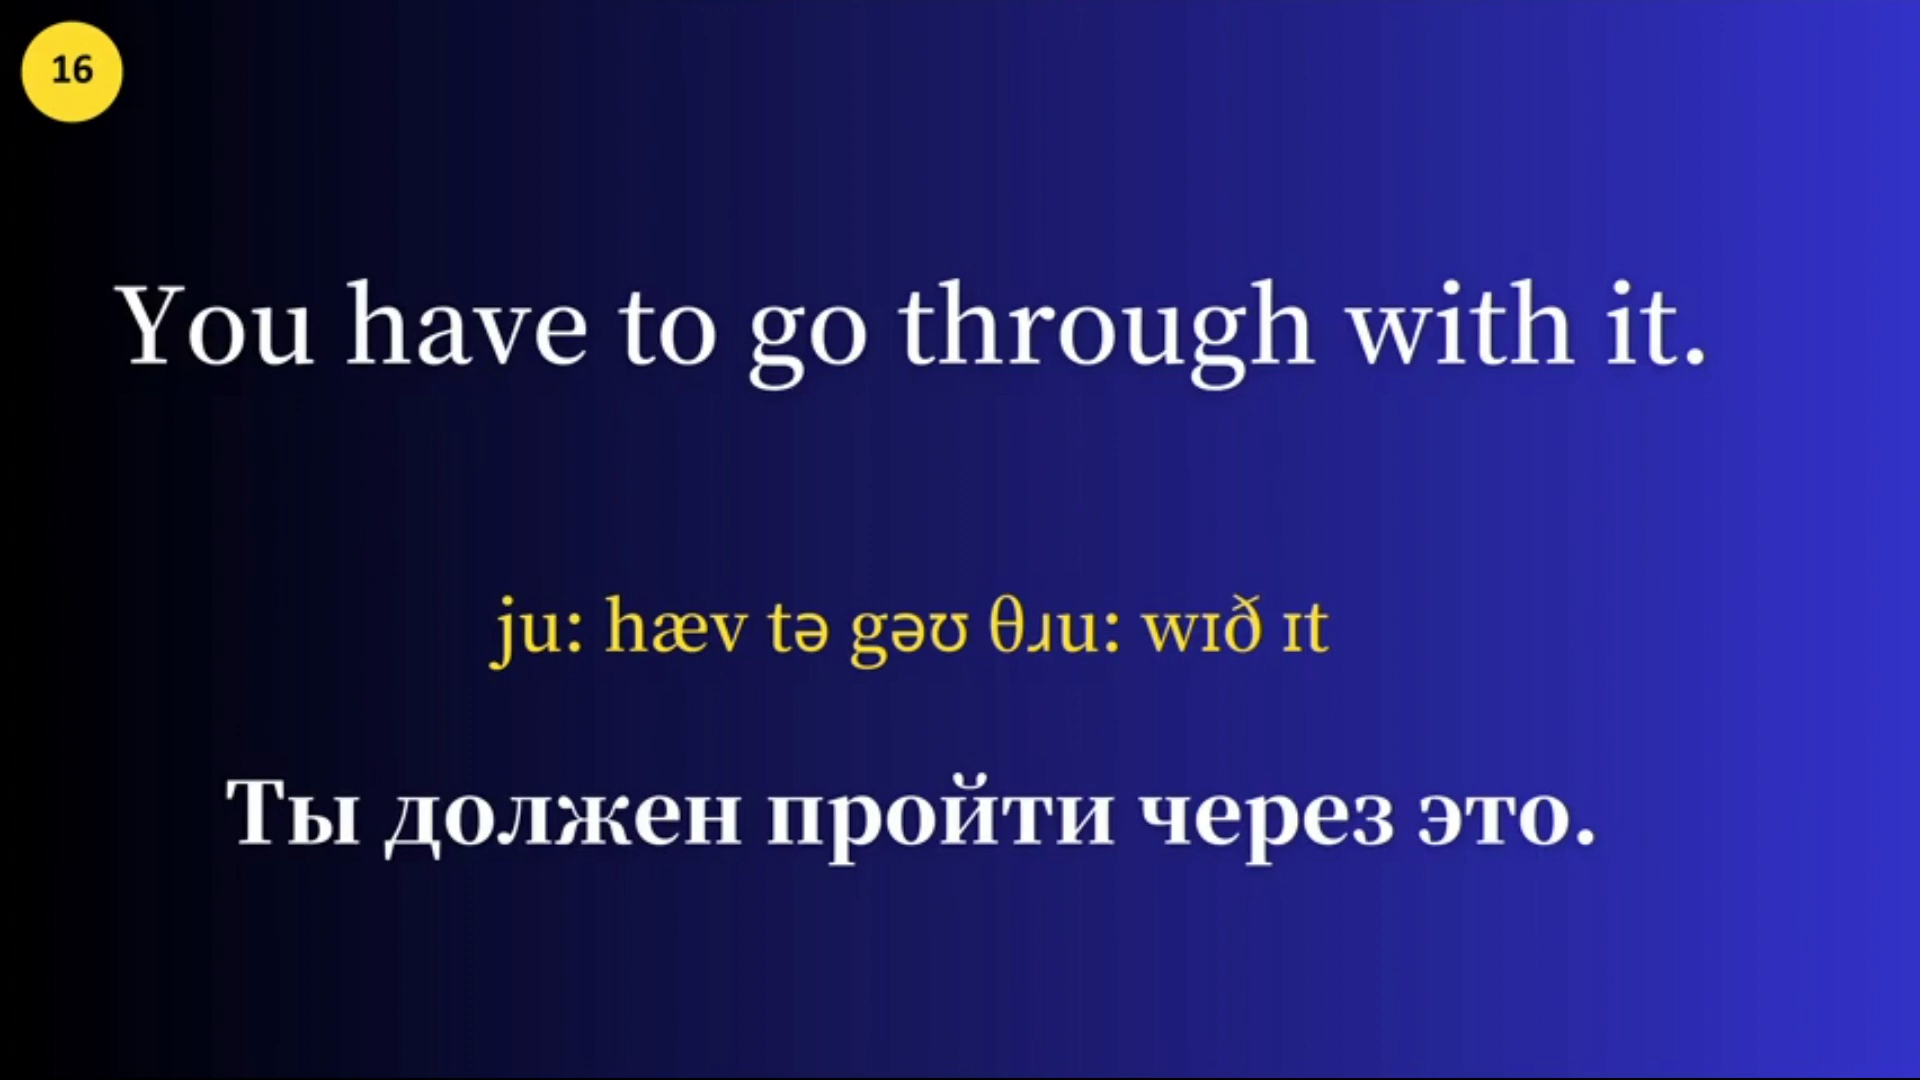 16
You have to go through with it.
ju: hæv tə gəʊ θɹu: wɪð ɪt
Ты должен пройти через это.